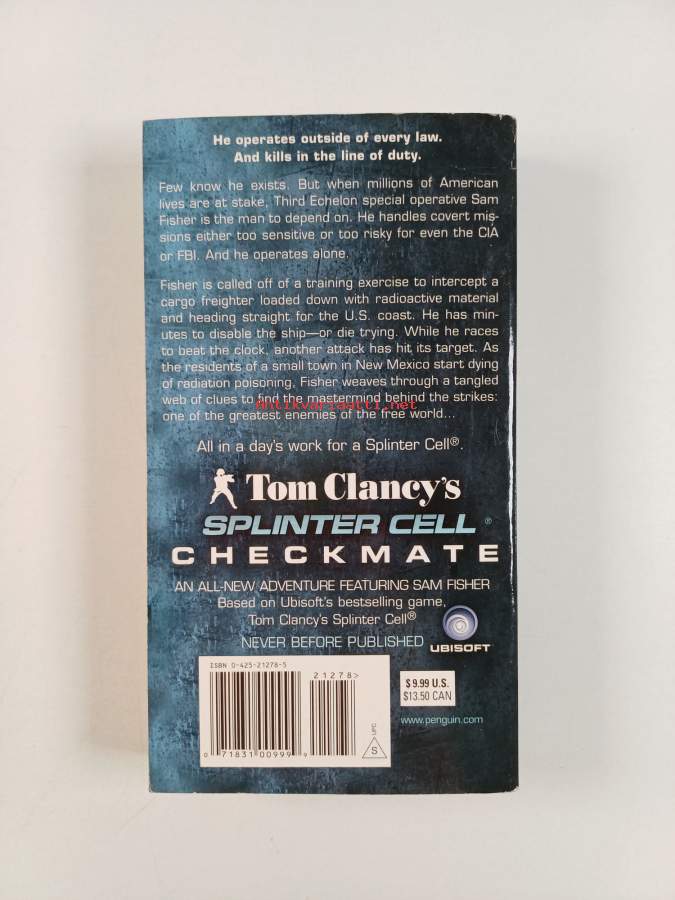 He operates outside of every law.
And kills in the line of duty.
Few know he exists. But when millions of American
lives are at stake, Third Echelon special operative Sam
Fisher is the man to depend on. He handles covert mis-
sions either too sensitive or too risky for even the CIA
or FBI. And he operates alone.
Fisher is called off of a training exercise to intercept a
cargo freighter loaded down with radioactive material
and heading straight for the U.S. coast. He has min-
utes to disable the ship—or die trying. While he races
to beat the clock, another attack has hit its target. As
the residents of a small town in New Mexico start dying
of radiation poisoning, Fisher weaves through a tangled
web of clues to find the mastermind behind the strikes:
antikvariaatti.net
one of the greatest enemies of the free world...
All in a day's work for a Splinter Cell®.
Tom Clancy's
SPLINTER CELL®
CHECKMATE
AN ALL-NEW ADVENTURE FEATURING SAM FISHER
Based on Ubisoft's bestselling game,
Tom Clancy's Splinter Cell®
NEVER BEFORE PUBLISHED
UBISOFT
ISBN 0-425-21278-5
21278>
0 71831 00999 9
UPC
S
$9.99 U.S.
$13.50 CAN
www.penguin.com